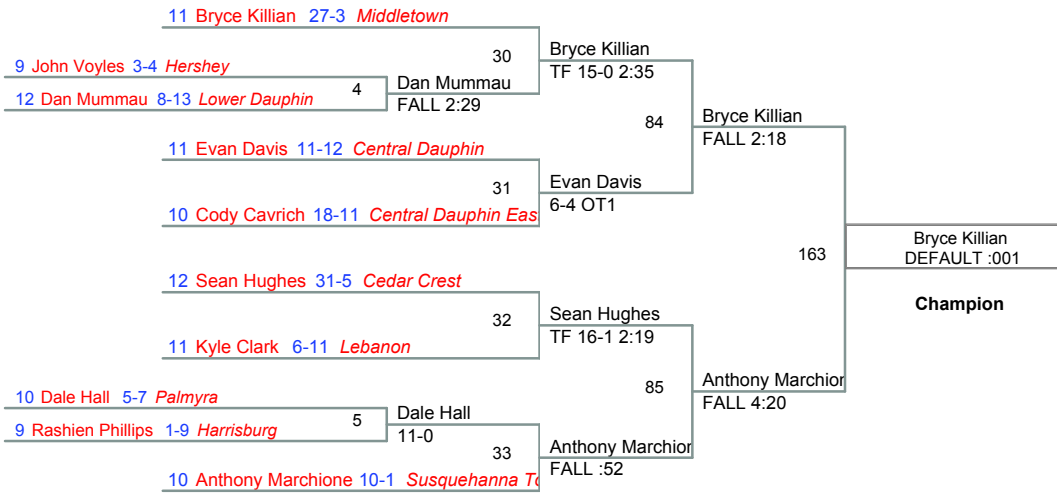 11 Bryce Killian 27-3 Middletown
30
Bryce Killian
TF 15-0 2:35
9 John Voyles 3-4 Hershey
4
Dan Mummau
FALL 2:29
12 Dan Mummau 8-13 Lower Dauphin
84
Bryce Killian
FALL 2:18
11 Evan Davis 11-12 Central Dauphin
31
Evan Davis
6-4 OT1
10 Cody Cavrich 18-11 Central Dauphin Eas
163
Bryce Killian
DEFAULT :001
Champion
12 Sean Hughes 31-5 Cedar Crest
32
Sean Hughes
TF 16-1 2:19
11 Kyle Clark 6-11 Lebanon
85
Anthony Marchion
FALL 4:20
10 Dale Hall 5-7 Palmyra
5
Dale Hall
11-0
9 Rashien Phillips 1-9 Harrisburg
33
Anthony Marchion
FALL :52
10 Anthony Marchione 10-1 Susquehanna To